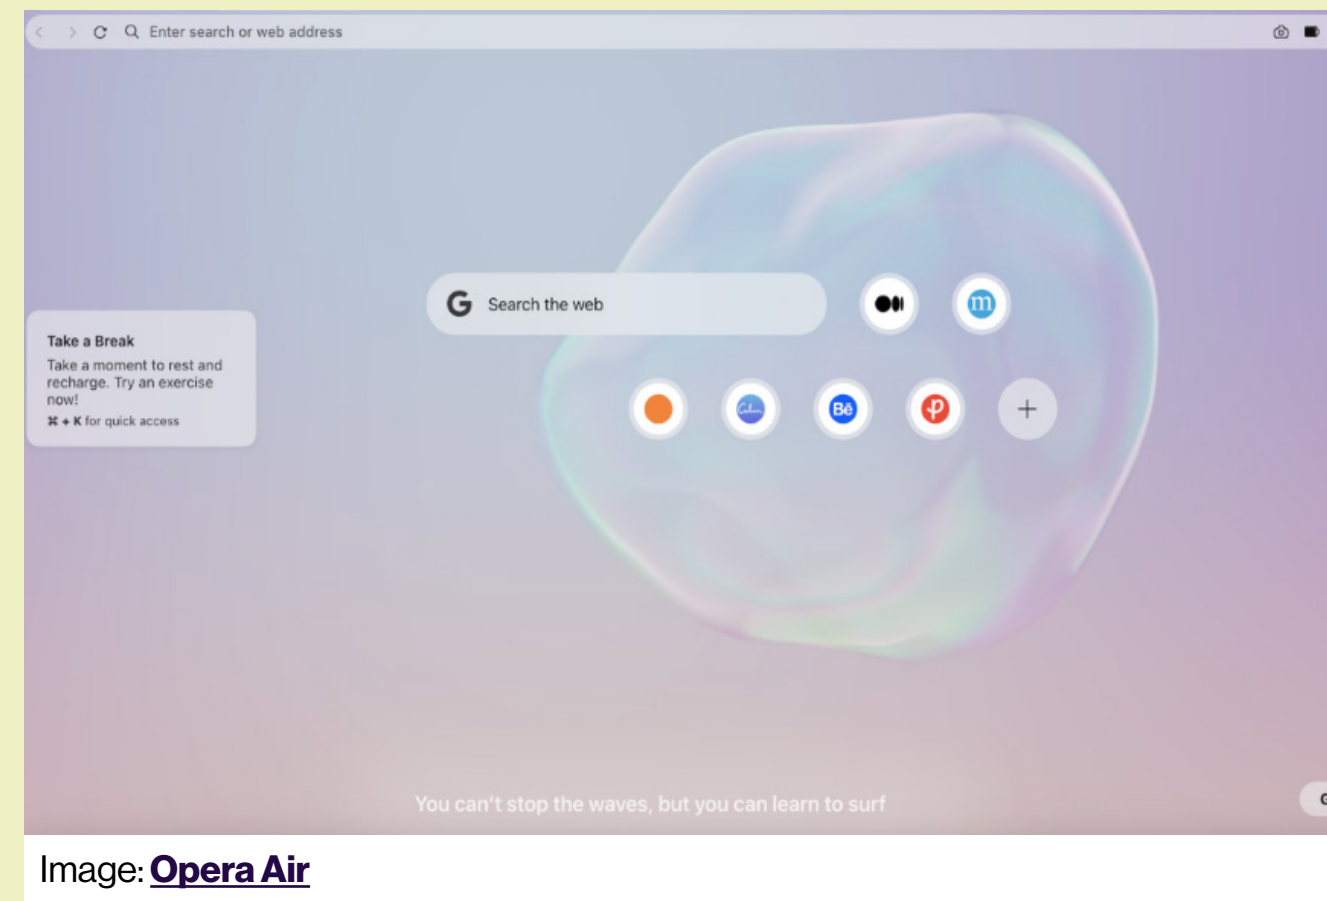 Enter search or web address
G Search the web
m
Take a Break
Take a moment to rest and
recharge. Try an exercise
now!
⌘ + K for quick access
Calm
Bē
+
You can't stop the waves, but you can learn to surf
G
Image: Opera Air